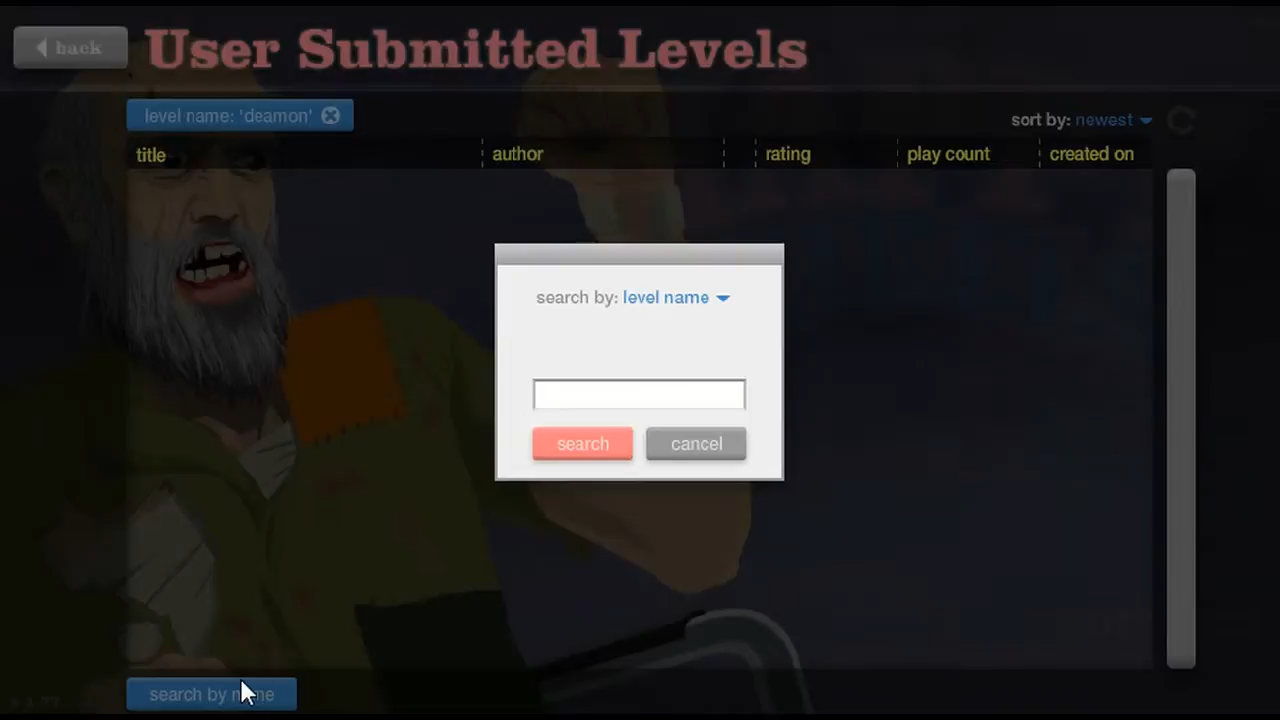 back
User Submitted Levels
level name: 'deamon'
sort by: newest
title
author
rating
play count
created on
search by: level name
search
cancel
search by name